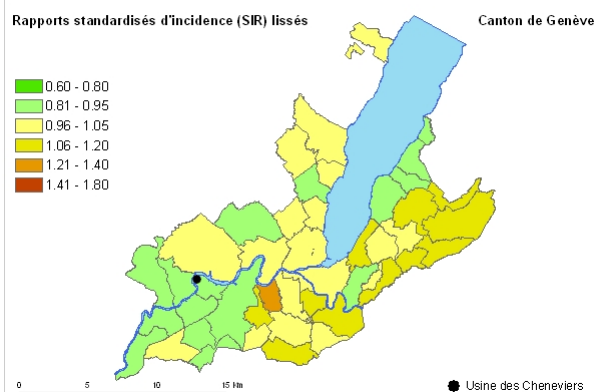 Rapports standardisés d'incidence (SIR) lissés
Canton de Genève
0.60 - 0.80
0.81 - 0.95
0.96 - 1.05
1.06 - 1.20
1.21 - 1.40
1.41 - 1.80
0 5 10 15 Km
Usine des Cheneviers